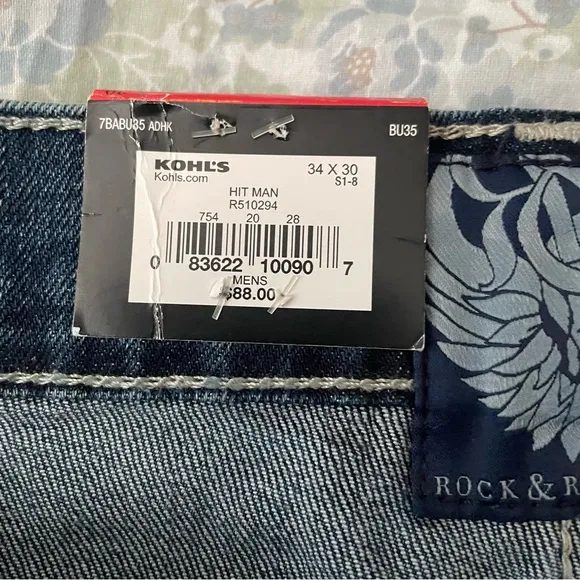 7BABU35 ADHK BU35
KOHL'S 34 X 30
Kohls.com S1-8
HIT MAN
R510294
754 20 28
0 83622 10090 7
MENS
$88.00
ROCK & R